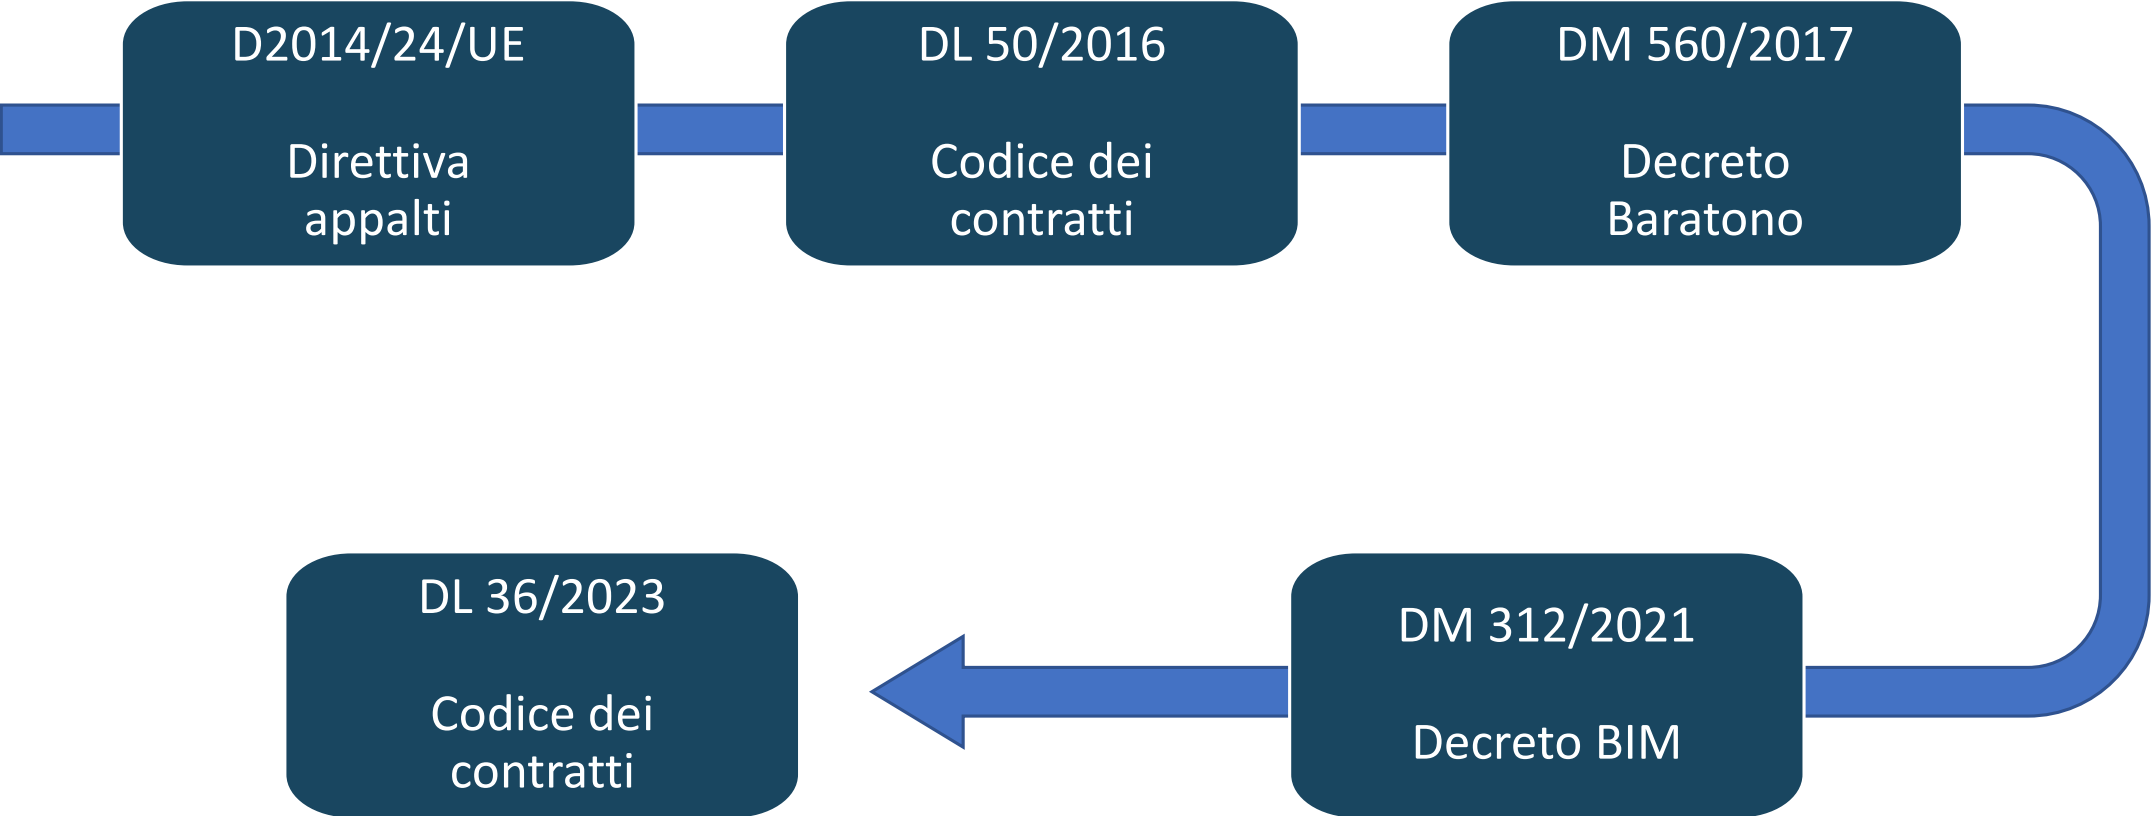 D2014/24/UE
Direttiva
appalti
DL 50/2016
Codice dei
contratti
DM 560/2017
Decreto
Baratono
DM 312/2021
Decreto BIM
DL 36/2023
Codice dei
contratti